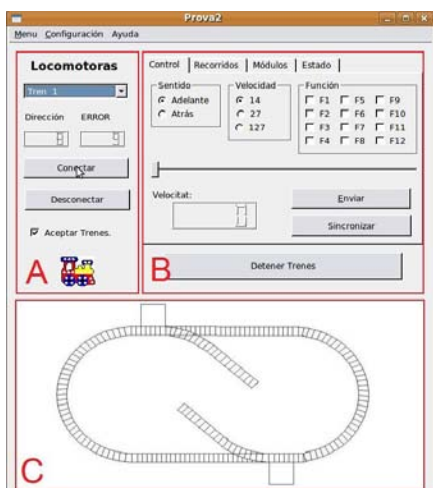 Prova2
Menu Configuración Ayuda
Locomotoras
Tren 1
Dirección ERROR
Conectar
Desconectar
Aceptar Trenes.
A
Control Recorridos Módulos Estado
Sentido
Adelante
Atrás
Velocidad
14
27
127
Función
F1 F5 F9
F2 F6 F10
F3 F7 F11
F4 F8 F12
Velocitat:
Enviar
Sincronizar
B
Detener Trenes
C